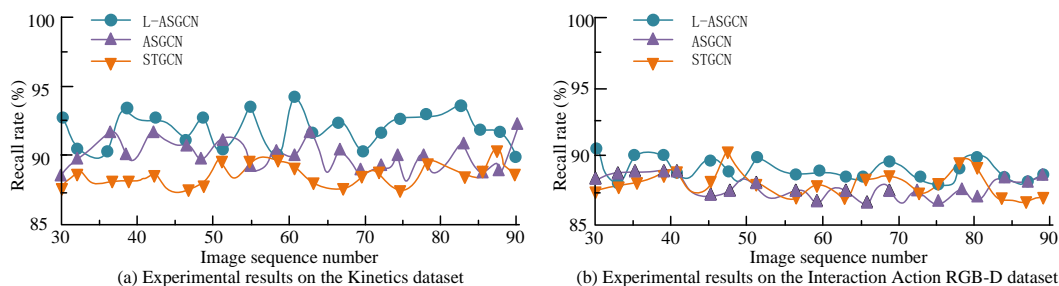 100
95
90
85
Recall rate (%)
L-ASGCN
ASGCN
STGCN
30 40 50 60 70 80 90
Image sequence number
(a) Experimental results on the Kinetics dataset
100
95
90
85
Recall rate (%)
L-ASGCN
ASGCN
STGCN
30 40 50 60 70 80 90
Image sequence number
(b) Experimental results on the Interaction Action RGB-D dataset